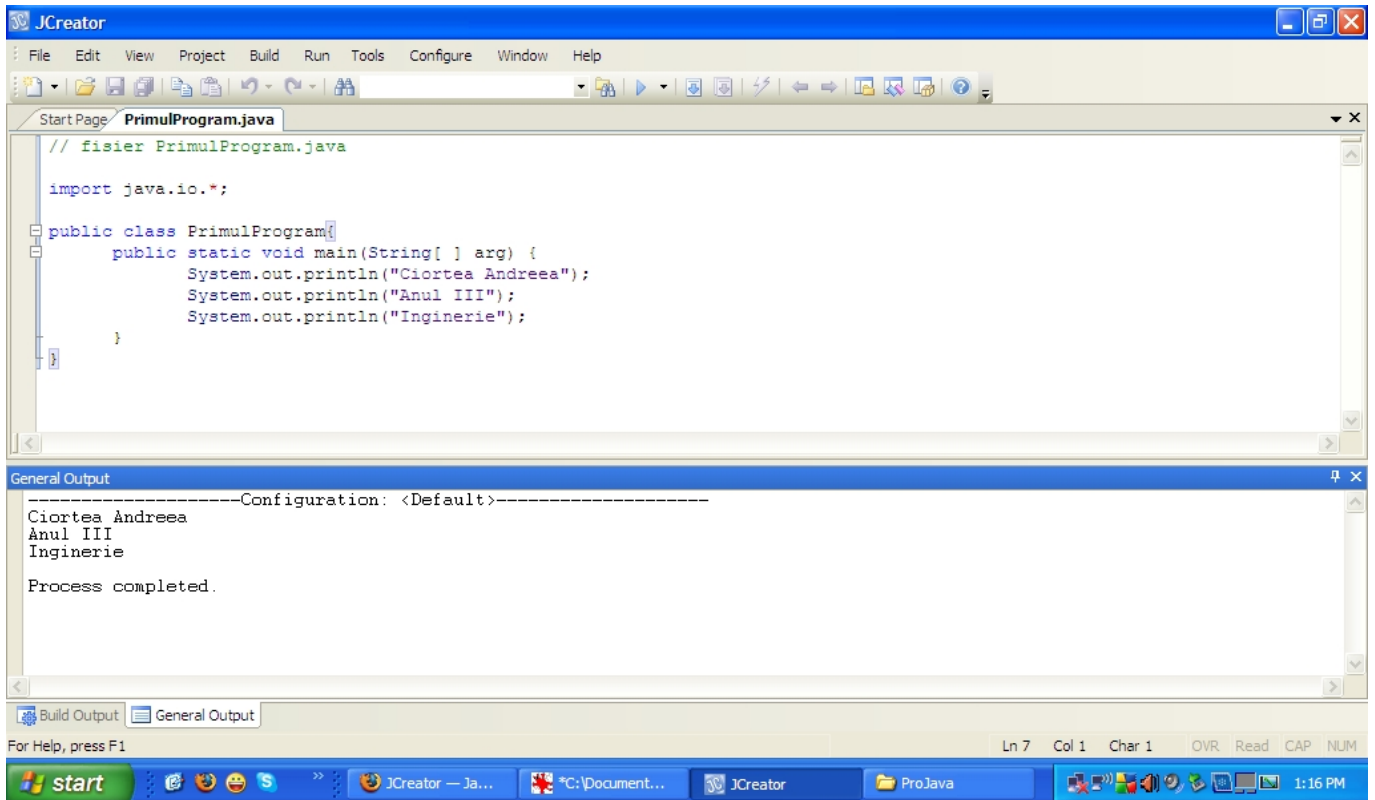 JCreator
File Edit View Project Build Run Tools Configure Window Help
Start Page PrimulProgram.java
// fisier PrimulProgram.java
import java.io.*;
public class PrimulProgram{
public static void main(String[ ] arg) {
System.out.println("Ciortea Andreea");
System.out.println("Anul III");
System.out.println("Inginerie");
}
}
General Output
--------------------Configuration: <Default>--------------------
Ciortea Andreea
Anul III
Inginerie
Process completed.
Build Output General Output
For Help, press F1 Ln 7 Col 1 Char 1 OVR Read CAP NUM
start JCreator — Ja... *C:\Document... JCreator ProJava 1:16 PM